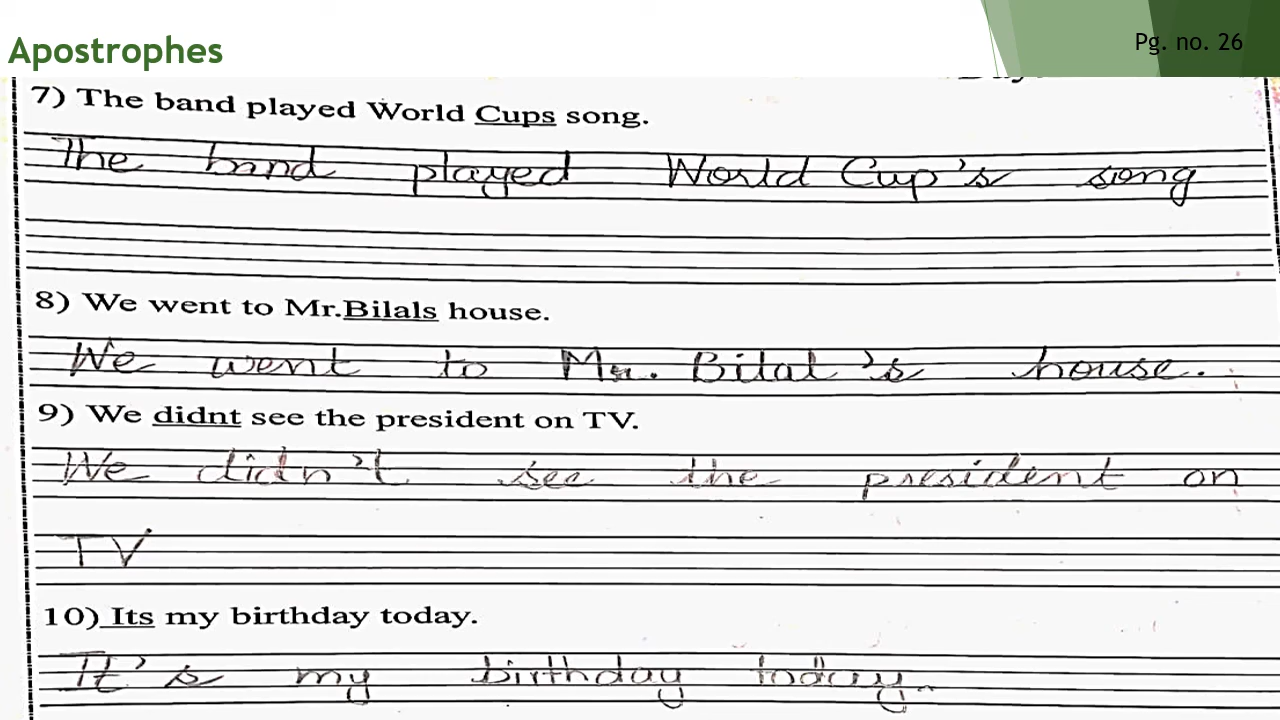 Apostrophes
Pg. no. 26
7) The band played World Cups song.
The band played World Cup's song
8) We went to Mr.Bilals house.
We went to Mr. Bilal's house.
9) We didnt see the president on TV.
We didn't see the president on
TV
10) Its my birthday today.
It's my birthday today.